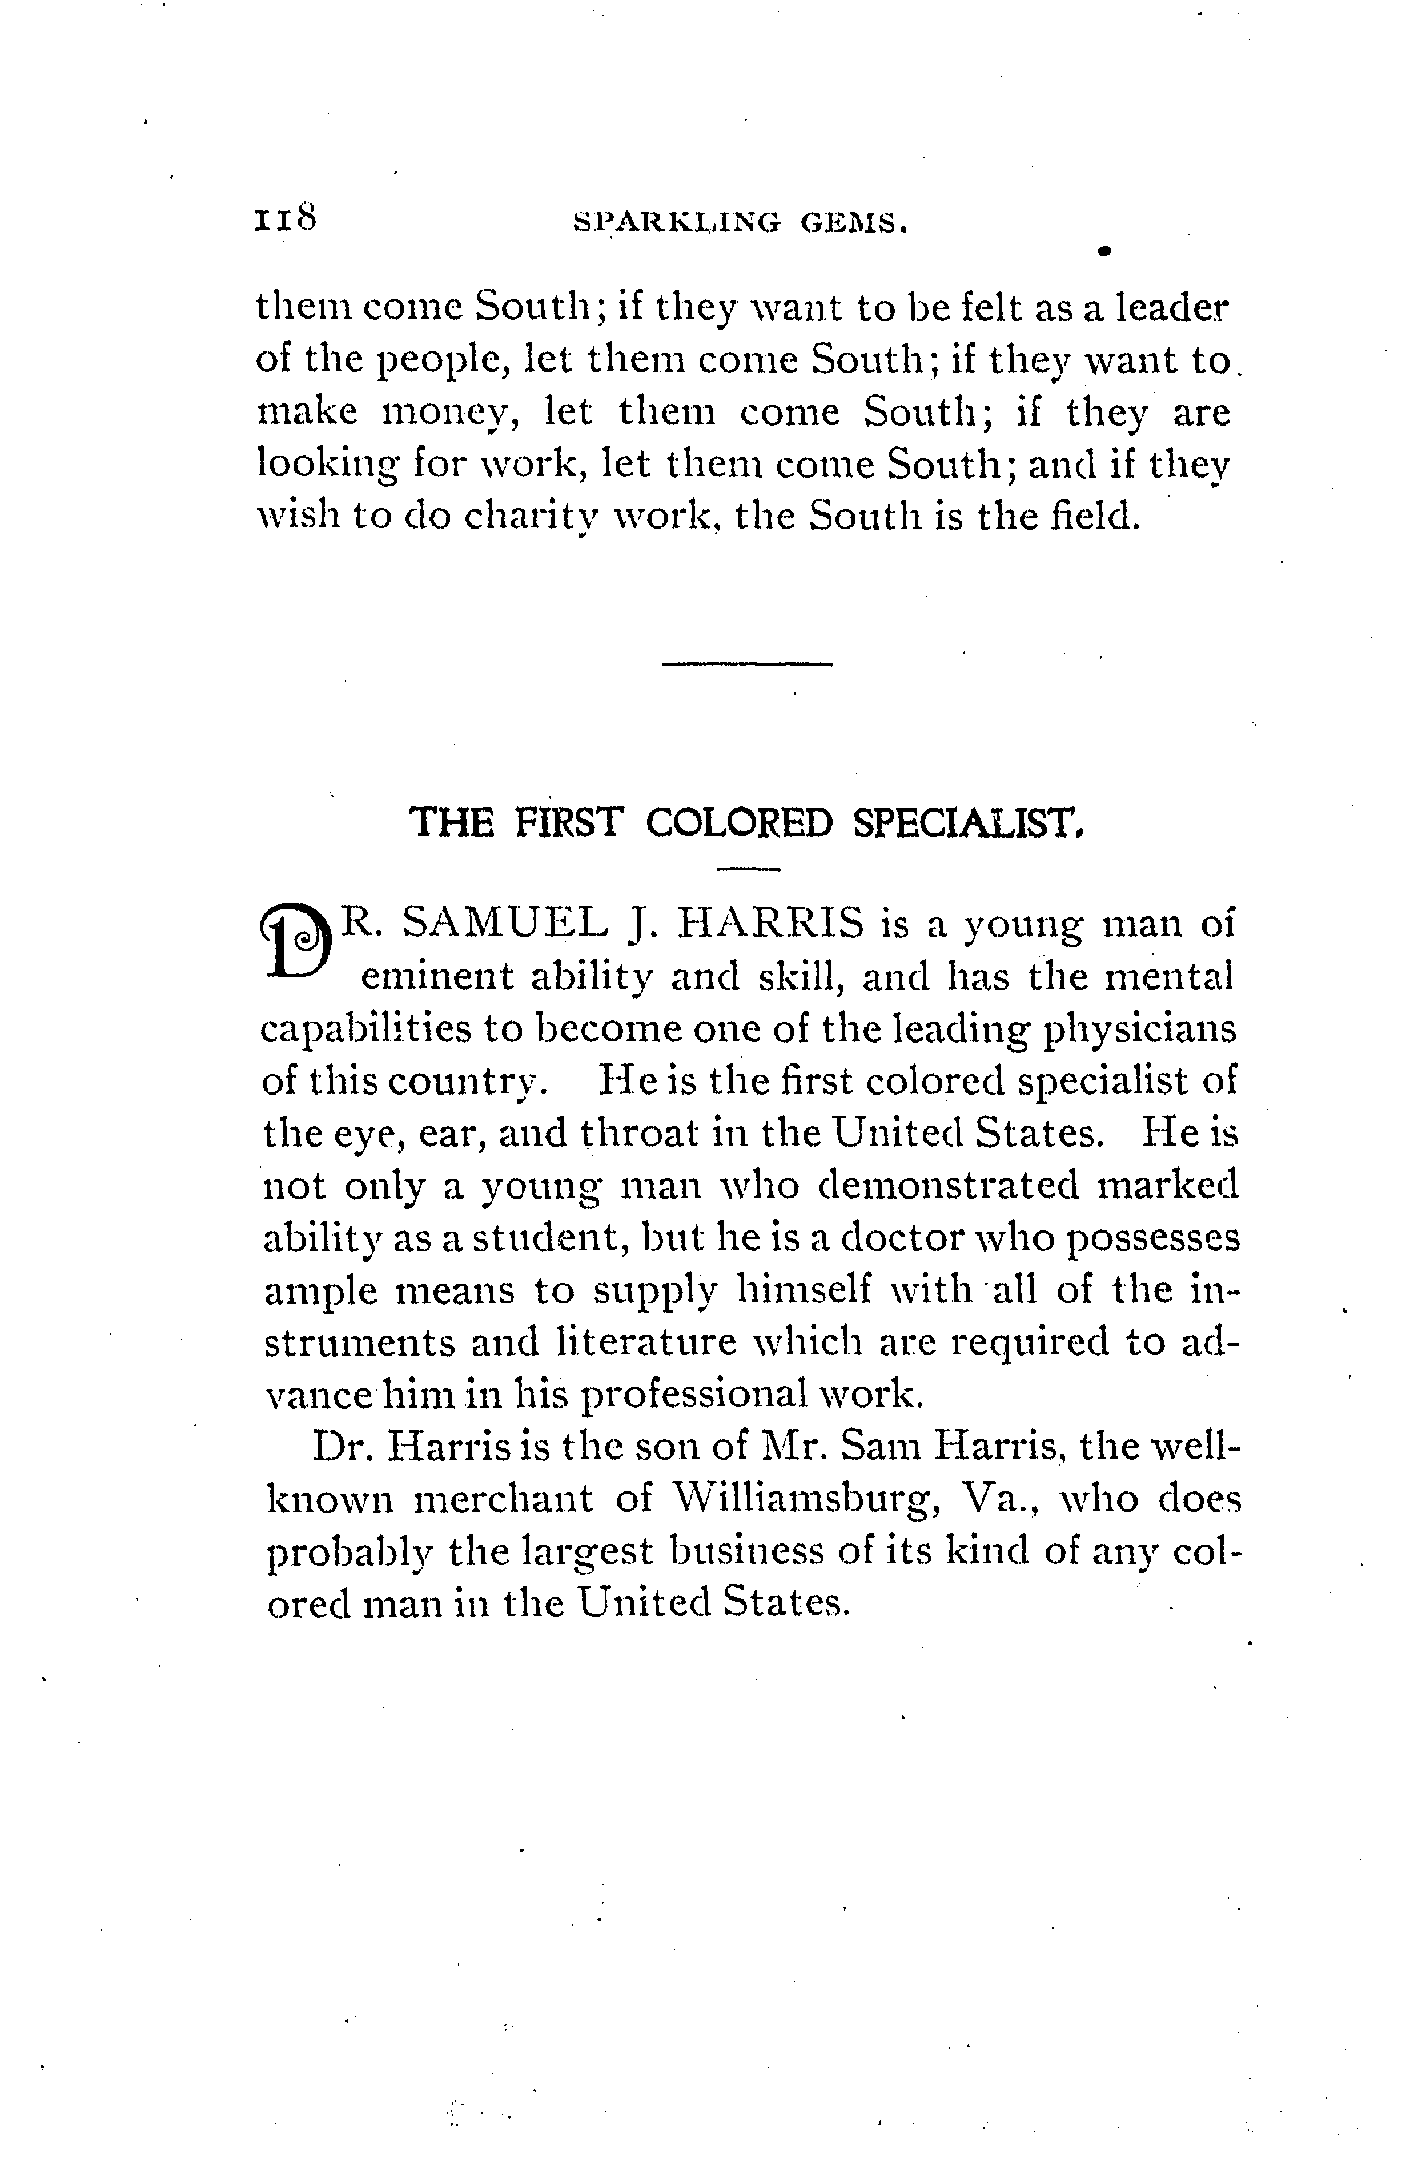 118 SPARKLING GEMS.
them come South; if they want to be felt as a leader
of the people, let them come South; if they want to
make money, let them come South; if they are
looking for work, let them come South; and if they
wish to do charity work, the South is the field.
THE FIRST COLORED SPECIALIST.
DR. SAMUEL J. HARRIS is a young man of
eminent ability and skill, and has the mental
capabilities to become one of the leading physicians
of this country. He is the first colored specialist of
the eye, ear, and throat in the United States. He is
not only a young man who demonstrated marked
ability as a student, but he is a doctor who possesses
ample means to supply himself with all of the in-
struments and literature which are required to ad-
vance him in his professional work.
Dr. Harris is the son of Mr. Sam Harris, the well-
known merchant of Williamsburg, Va., who does
probably the largest business of its kind of any col-
ored man in the United States.